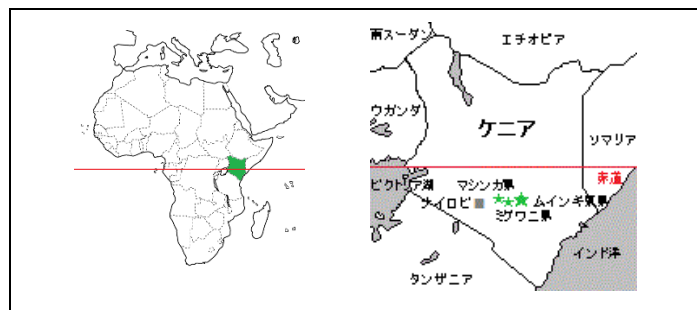 南スーダン
エチオピア
ウガンダ
ケニア
ソマリア
赤道
ビクトリア湖
マシンガ県
ナイロビ
ムインギ県
ミグワニ県
インド洋
タンザニア